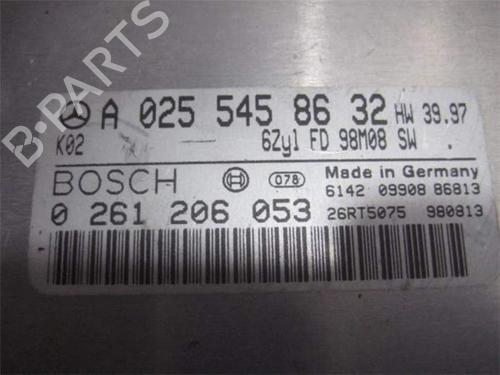 A 025 545 86 32 HW 39.97
K02 6Zyl FD 98M08 SW .
BOSCH 078 Made in Germany
6142 09908 86813
0 261 206 053 26RT5075 980813
B-PARTS